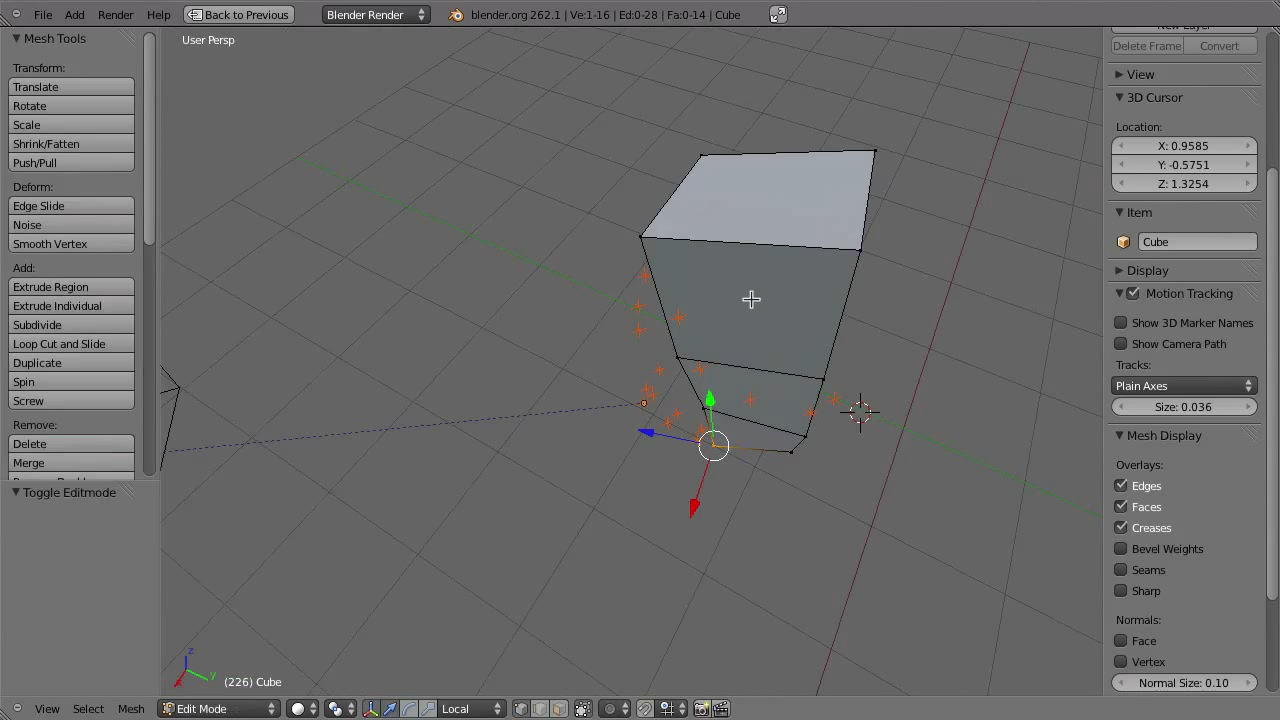 File Add Render Help Back to Previous Blender Render blender.org 262.1 | Ve:1-16 | Ed:0-28 | Fa:0-14 | Cube
Mesh Tools
Transform:
Translate
Rotate
Scale
Shrink/Fatten
Push/Pull
Deform:
Edge Slide
Noise
Smooth Vertex
Add:
Extrude Region
Extrude Individual
Subdivide
Loop Cut and Slide
Duplicate
Spin
Screw
Remove:
Delete
Merge
Toggle Editmode
User Persp
z
y
x
(226) Cube
Delete Frame Convert
View
3D Cursor
Location:
X: 0.9585
Y: -0.5751
Z: 1.3254
Item
Cube
Display
Motion Tracking
Show 3D Marker Names
Show Camera Path
Tracks:
Plain Axes
Size: 0.036
Mesh Display
Overlays:
Edges
Faces
Creases
Bevel Weights
Seams
Sharp
Normals:
Face
Vertex
Normal Size: 0.10
View Select Mesh Edit Mode Local